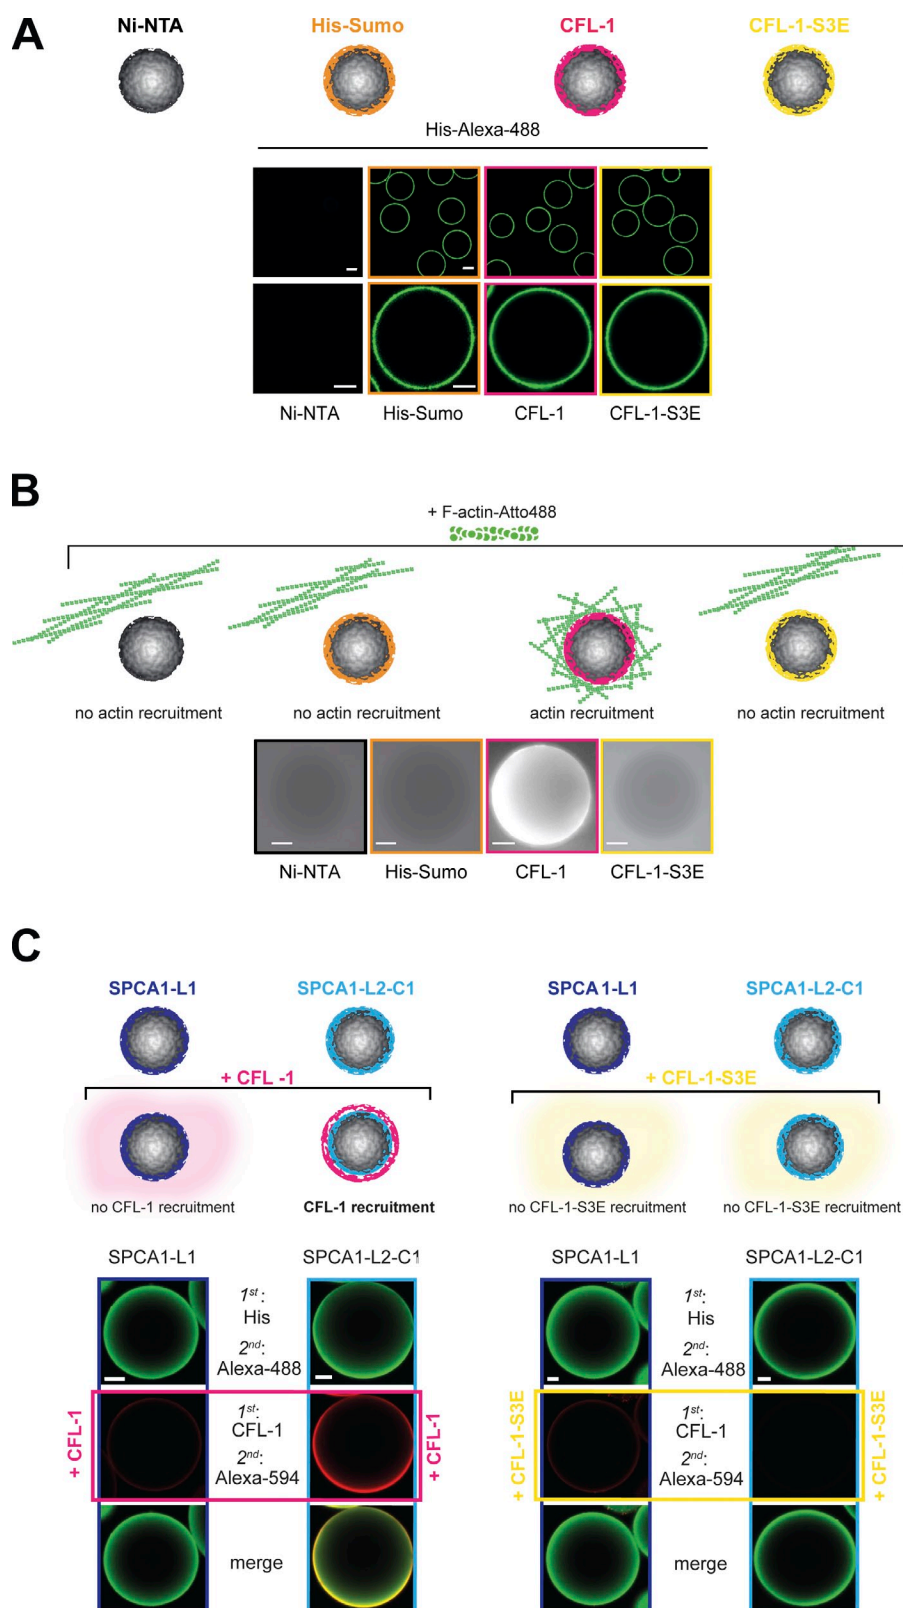 A
Ni-NTA His-Sumo CFL-1 CFL-1-S3E
His-Alexa-488
Ni-NTA His-Sumo CFL-1 CFL-1-S3E
B
+ F-actin-Atto488
no actin recruitment no actin recruitment actin recruitment no actin recruitment
Ni-NTA His-Sumo CFL-1 CFL-1-S3E
C
SPCA1-L1 SPCA1-L2-C1 SPCA1-L1 SPCA1-L2-C1
+ CFL -1 + CFL-1-S3E
no CFL-1 recruitment CFL-1 recruitment no CFL-1-S3E recruitment no CFL-1-S3E recruitment
SPCA1-L1 SPCA1-L2-C1 SPCA1-L1 SPCA1-L2-C1
1st: 1st:
His His
2nd: 2nd:
Alexa-488 Alexa-488
+ CFL-1 + CFL-1 + CFL-1-S3E + CFL-1-S3E
1st: 1st:
CFL-1 CFL-1
2nd: 2nd:
Alexa-594 Alexa-594
merge merge